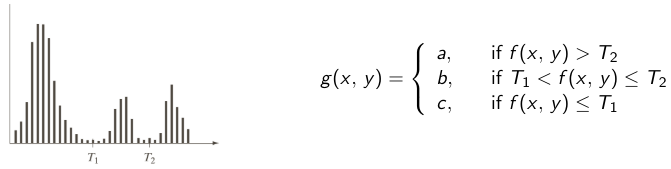 T₁ T₂
g(x, y) = { a, if f(x, y) > T₂
b, if T₁ < f(x, y) ≤ T₂
c, if f(x, y) ≤ T₁